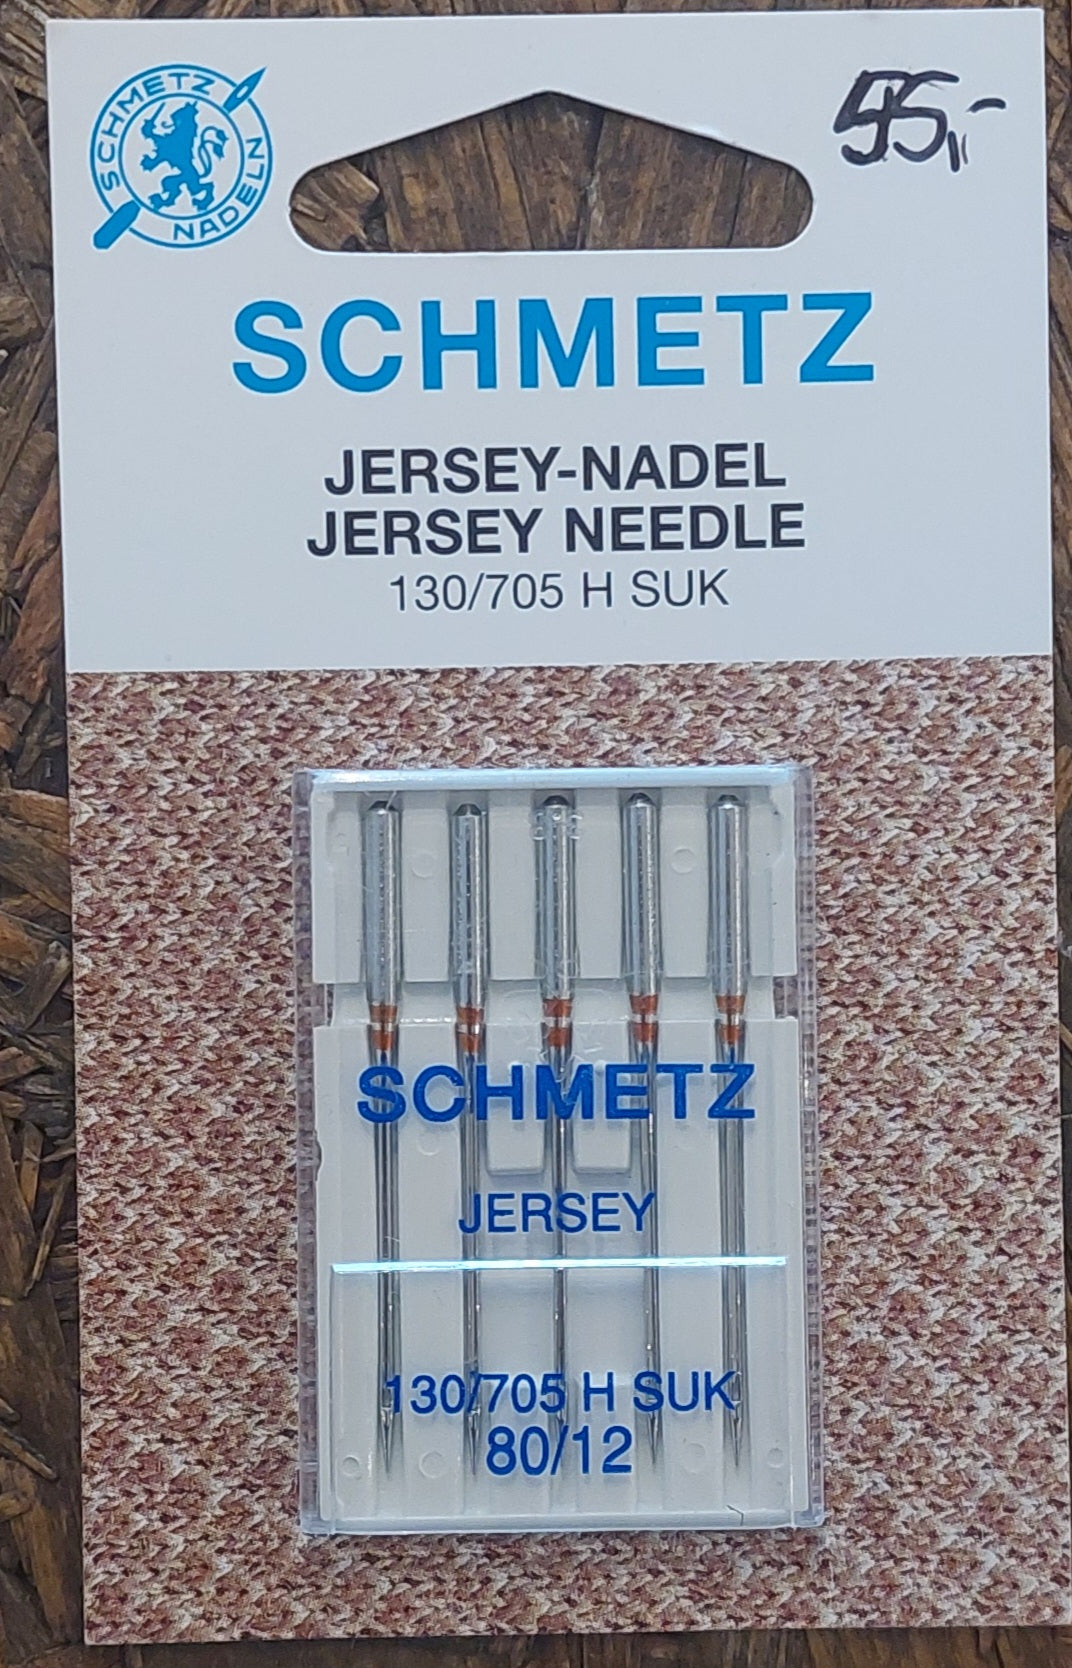 SCHMETZ NADELN
55,-
SCHMETZ
JERSEY-NADEL
JERSEY NEEDLE
130/705 H SUK
SCHMETZ
JERSEY
130/705 H SUK
80/12